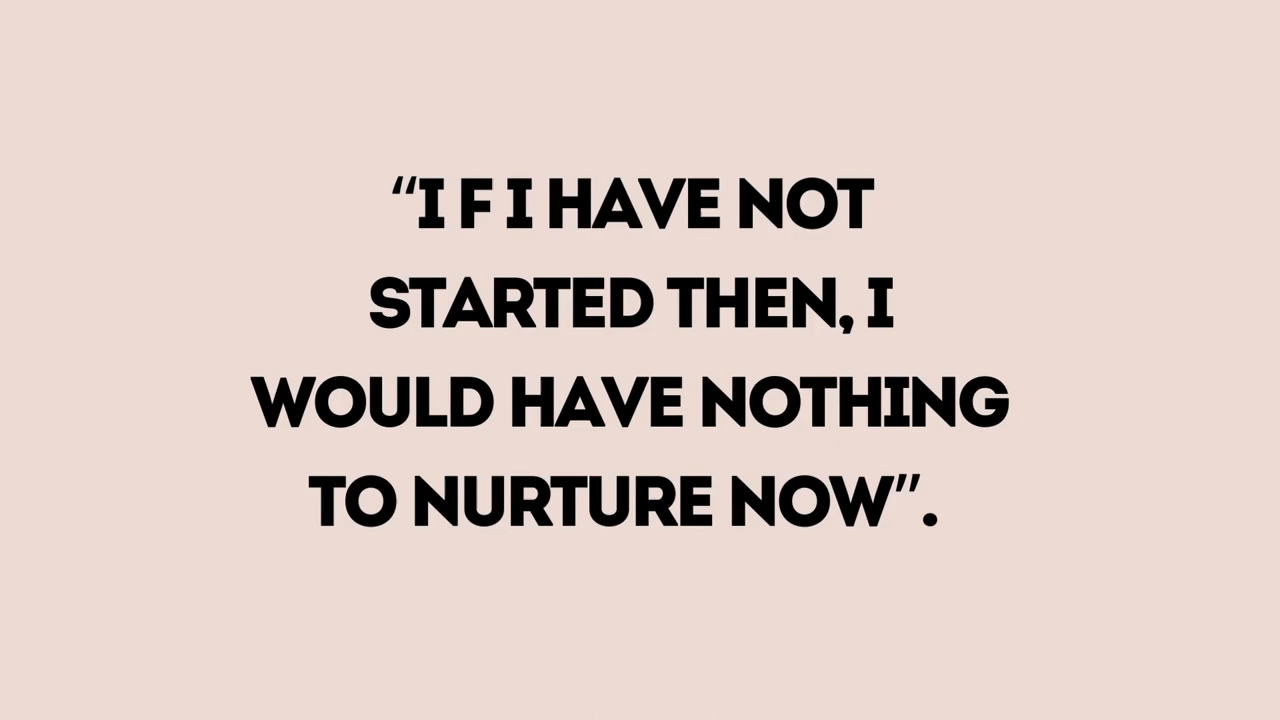 “I F I HAVE NOT
STARTED THEN, I
WOULD HAVE NOTHING
TO NURTURE NOW”.